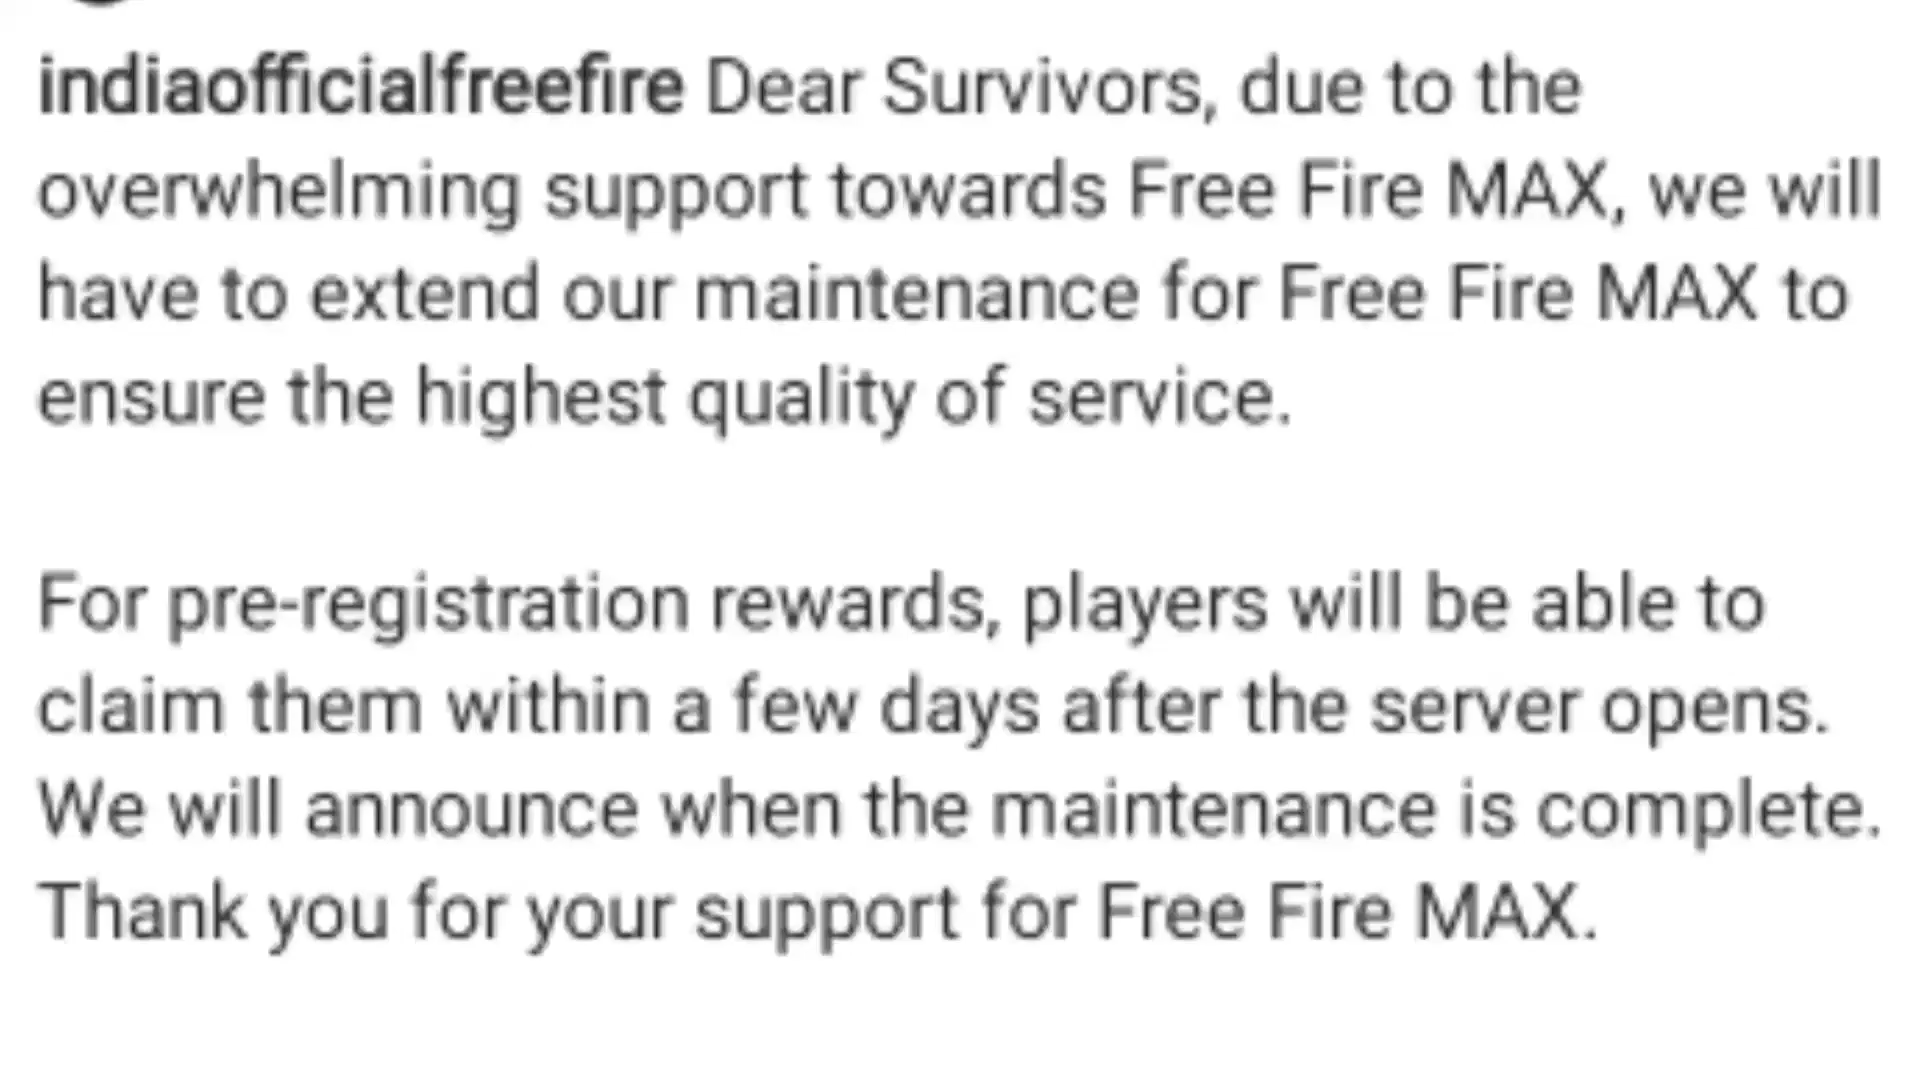 indiaofficialfreefire Dear Survivors, due to the
overwhelming support towards Free Fire MAX, we will
have to extend our maintenance for Free Fire MAX to
ensure the highest quality of service.
For pre-registration rewards, players will be able to
claim them within a few days after the server opens.
We will announce when the maintenance is complete.
Thank you for your support for Free Fire MAX.